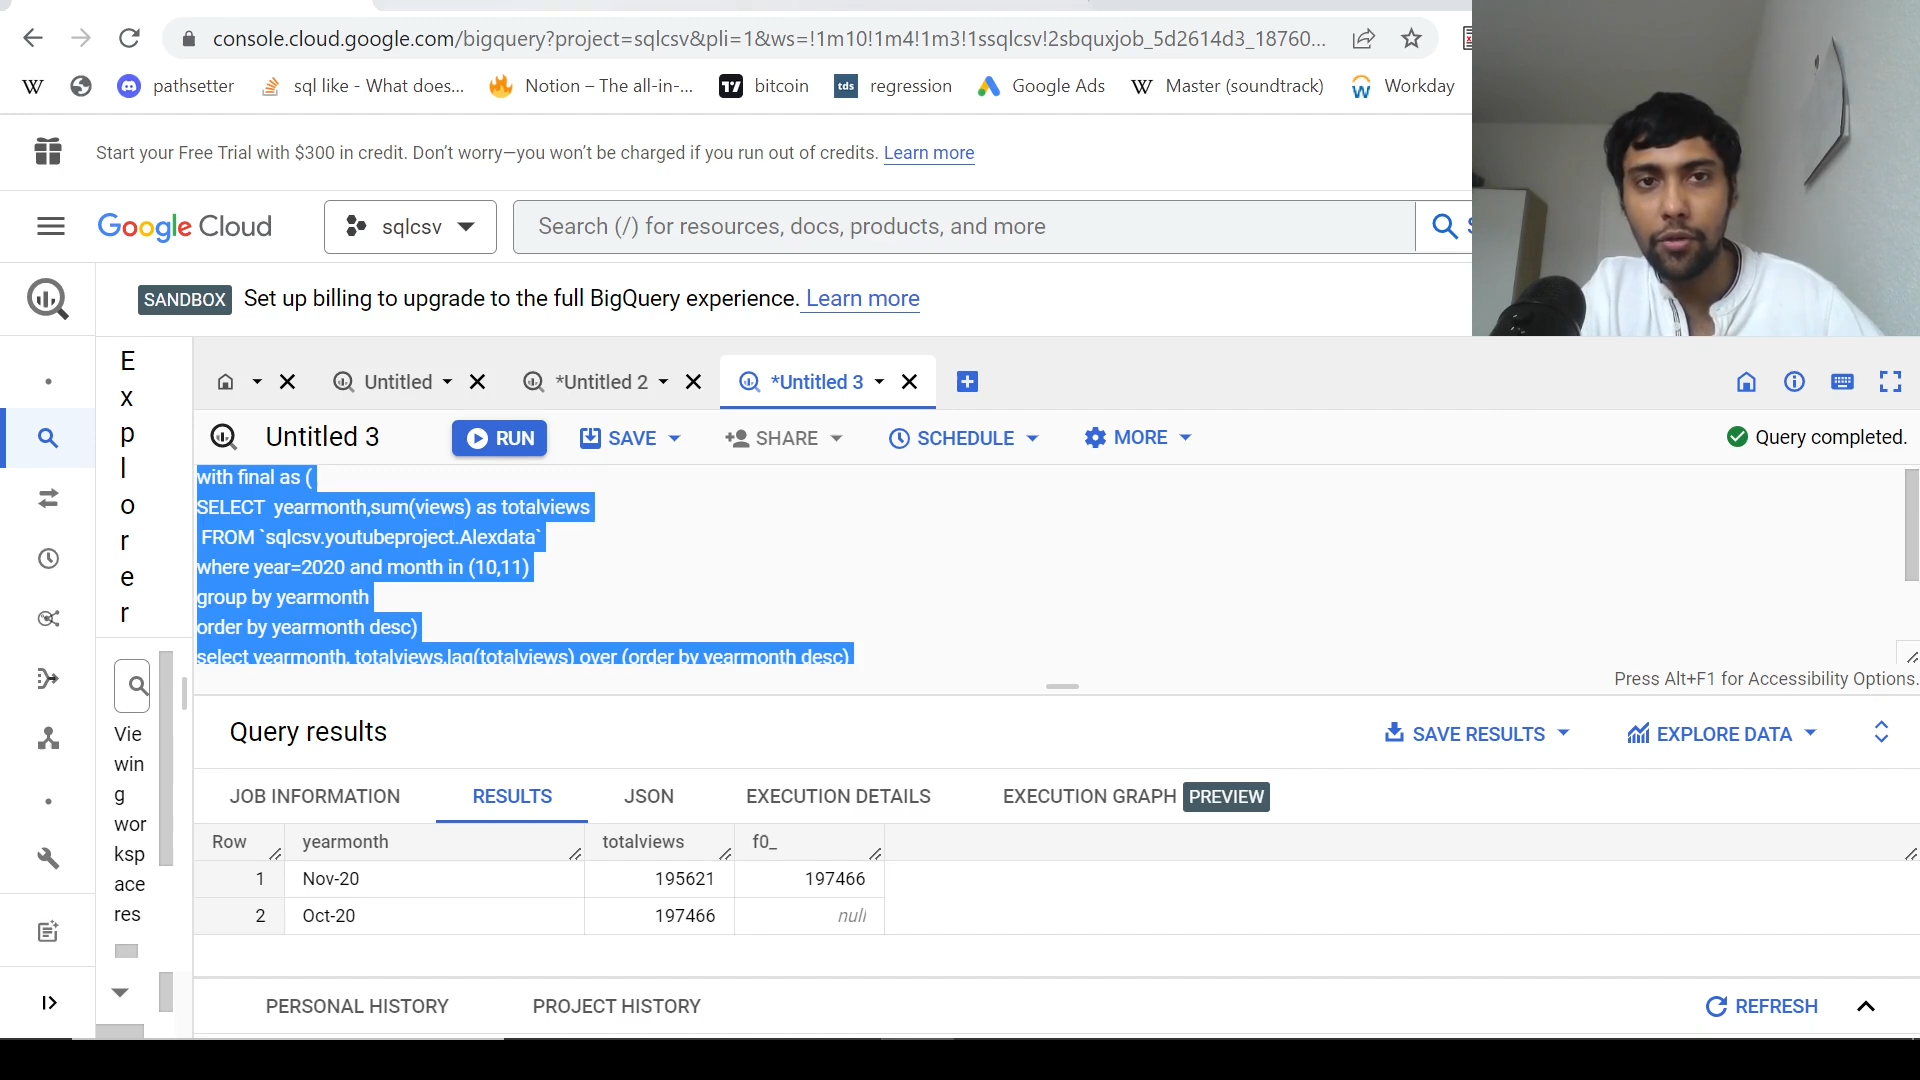 console.cloud.google.com/bigquery?project=sqlcsv&pli=1&ws=!1m10!1m4!1m3!1ssqlcsv!2sbquxjob_5d2614d3_18760...
W pathsetter sql like - What does... Notion – The all-in-... bitcoin tds regression Google Ads W Master (soundtrack) Workday
Start your Free Trial with $300 in credit. Don't worry—you won't be charged if you run out of credits. Learn more
Google Cloud sqlcsv Search (/) for resources, docs, products, and more
SANDBOX Set up billing to upgrade to the full BigQuery experience. Learn more
Explorer
Untitled *Untitled 2 *Untitled 3
Untitled 3 RUN SAVE SHARE SCHEDULE MORE Query completed.
with final as (
SELECT yearmonth,sum(views) as totalviews
FROM `sqlcsv.youtubeproject.Alexdata`
where year=2020 and month in (10,11)
group by yearmonth
order by yearmonth desc)
select yearmonth, totalviews,lag(totalviews) over (order by yearmonth desc)
Press Alt+F1 for Accessibility Options.
Vie
win
g
wor
ksp
ace
res
Query results SAVE RESULTS EXPLORE DATA
JOB INFORMATION RESULTS JSON EXECUTION DETAILS EXECUTION GRAPH PREVIEW
Row yearmonth totalviews f0_
1 Nov-20 195621 197466
2 Oct-20 197466 null
PERSONAL HISTORY PROJECT HISTORY REFRESH